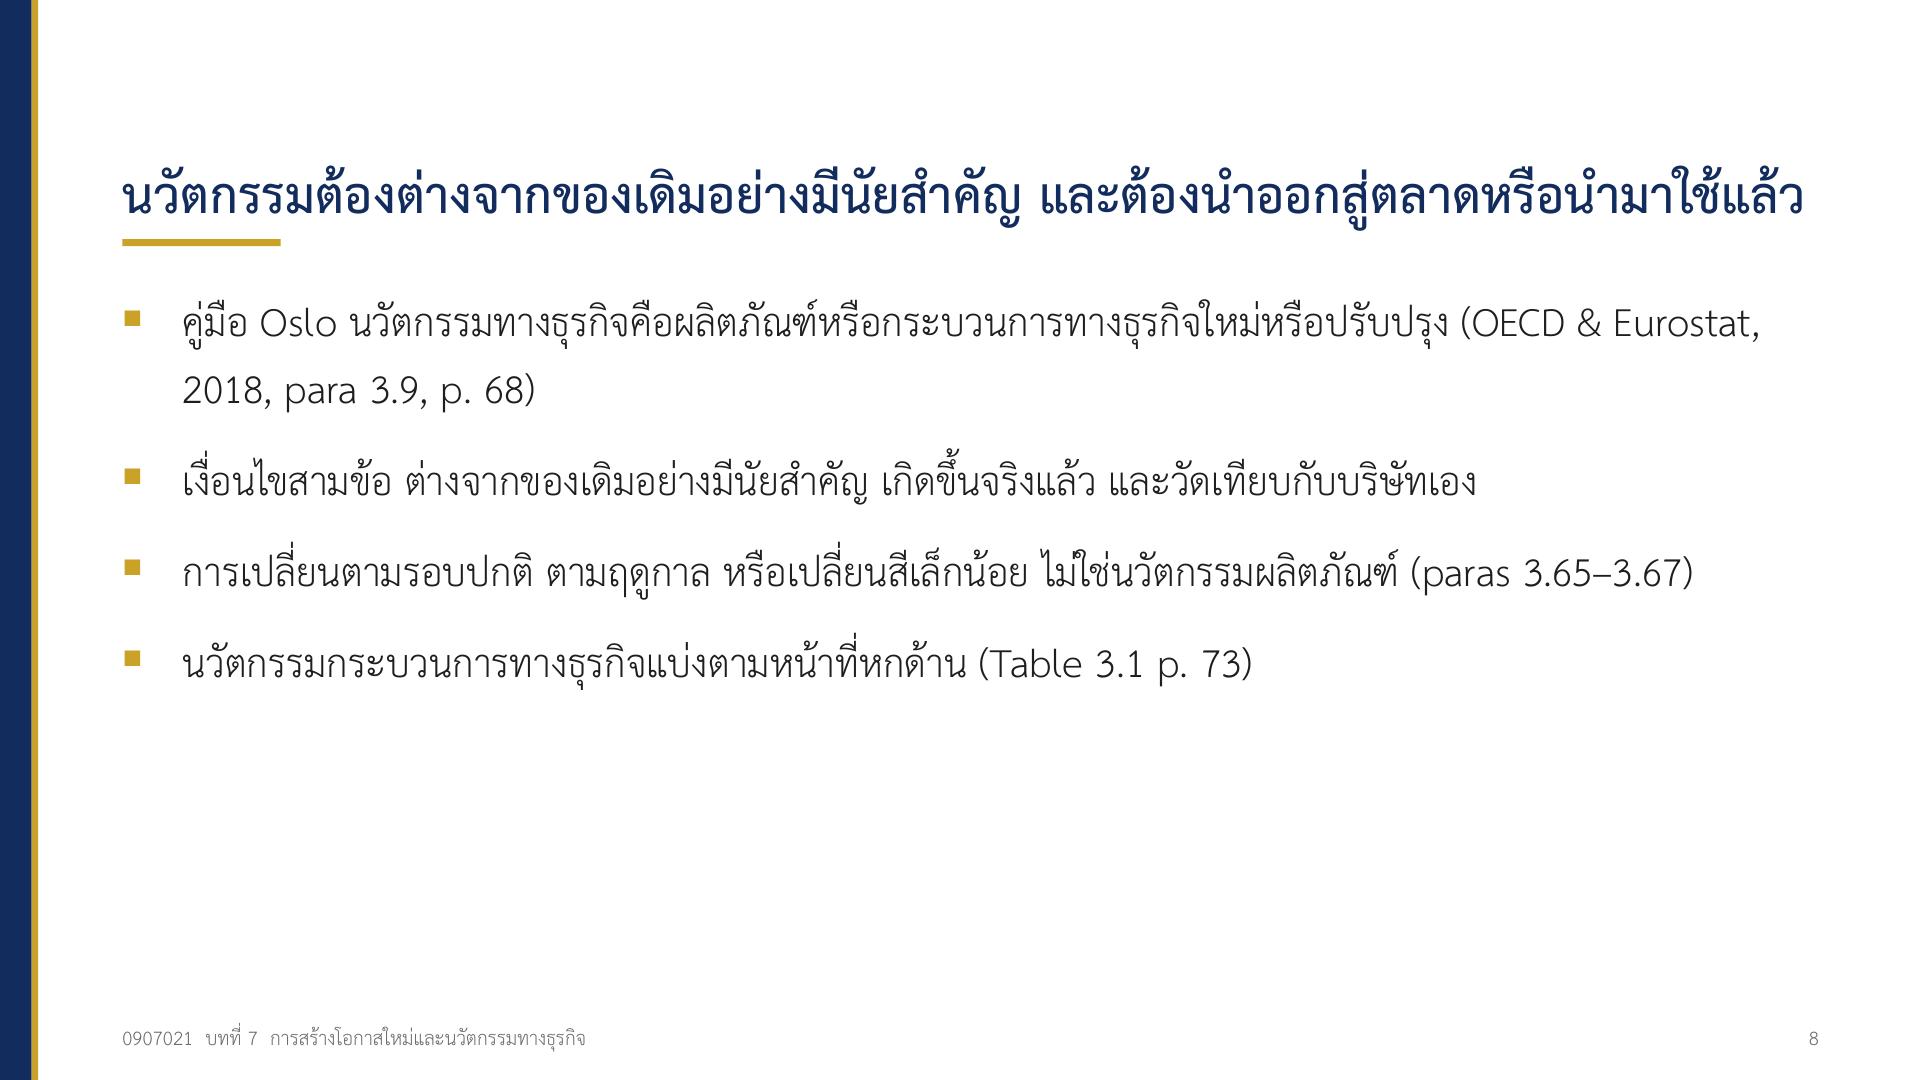 นวัตกรรมต้องต่างจากของเดิมอย่างมีนัยสำคัญ และต้องนำออกสู่ตลาดหรือนำมาใช้แล้ว
▪ คู่มือ Oslo นวัตกรรมทางธุรกิจคือผลิตภัณฑ์หรือกระบวนการทางธุรกิจใหม่หรือปรับปรุง (OECD & Eurostat,
2018, para 3.9, p. 68)
▪ เงื่อนไขสามข้อ ต่างจากของเดิมอย่างมีนัยสำคัญ เกิดขึ้นจริงแล้ว และวัดเทียบกับบริษัทเอง
▪ การเปลี่ยนตามรอบปกติ ตามฤดูกาล หรือเปลี่ยนสีเล็กน้อย ไม่ใช่นวัตกรรมผลิตภัณฑ์ (paras 3.65–3.67)
▪ นวัตกรรมกระบวนการทางธุรกิจแบ่งตามหน้าที่หกด้าน (Table 3.1 p. 73)
0907021 บทที่ 7 การสร้างโอกาสใหม่และนวัตกรรมทางธุรกิจ
8